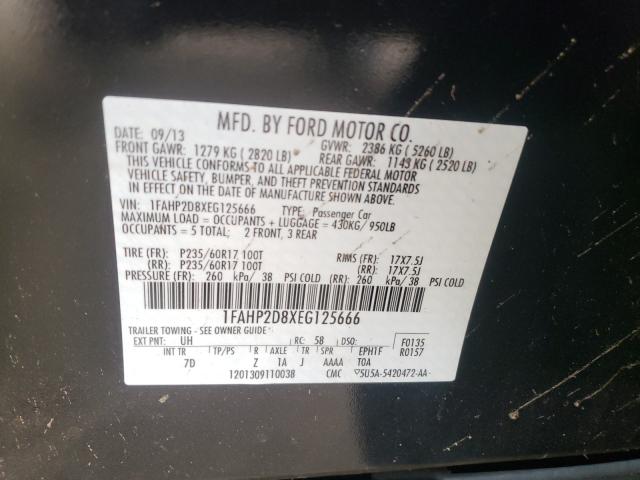 MFD. BY FORD MOTOR CO.
DATE: 09/13 GVWR: 2386 KG ( 5260 LB)
FRONT GAWR: 1279 KG ( 2820 LB) REAR GAWR: 1143 KG ( 2520 LB)
THIS VEHICLE CONFORMS TO ALL APPLICABLE FEDERAL MOTOR
VEHICLE SAFETY, BUMPER, AND THEFT PREVENTION STANDARDS
IN EFFECT ON THE DATE OF MANUFACTURE SHOWN ABOVE.
VIN: 1FAHP2D8XEG125666 TYPE: Passenger Car
MAXIMUM LOAD = OCCUPANTS + LUGGAGE = 430KG/ 950LB
OCCUPANTS = 5 TOTAL; 2 FRONT, 3 REAR
TIRE (FR): P235/60R17 100T RIMS (FR): 17X7.5J
(RR): P235/60R17 100T (RR): 17X7.5J
PRESSURE (FR): 260 kPa/ 38 PSI COLD (RR): 260 kPa/ 38 PSI COLD
1FAHP2D8XEG125666
TRAILER TOWING - SEE OWNER GUIDE
EXT PNT: UH RC: 58 DSO: F0135
INT TR TP/PS R AXLE TR SPR EPH1F R0157
7D Z 1A J AAAA TOA
1201309110038 CMC ▽5U5A-5420472-AA